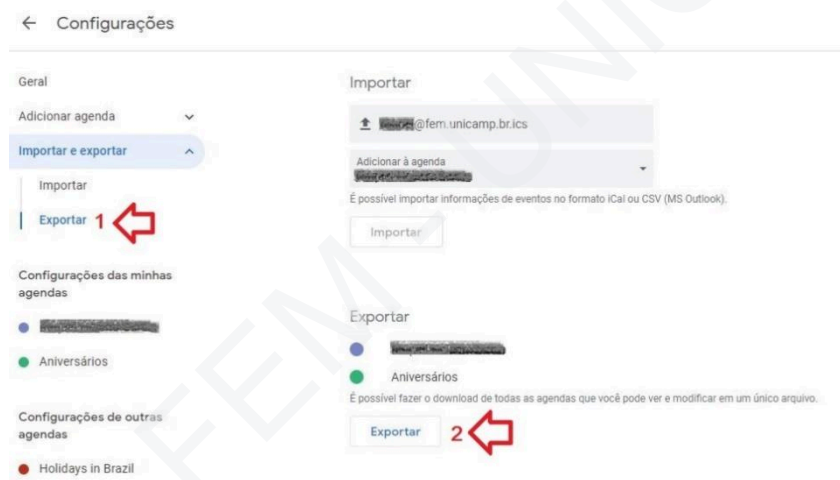 Configurações
Geral
Adicionar agenda
Importar e exportar
Importar
Exportar 1
Configurações das minhas
agendas
Aniversários
Configurações de outras
agendas
Holidays in Brazil
Importar
@fem.unicamp.br.ics
Adicionar à agenda
É possível importar informações de eventos no formato iCal ou CSV (MS Outlook).
Importar
Exportar
Aniversários
É possível fazer o download de todas as agendas que você pode ver e modificar em um único arquivo.
Exportar 2
FEM - UNIC